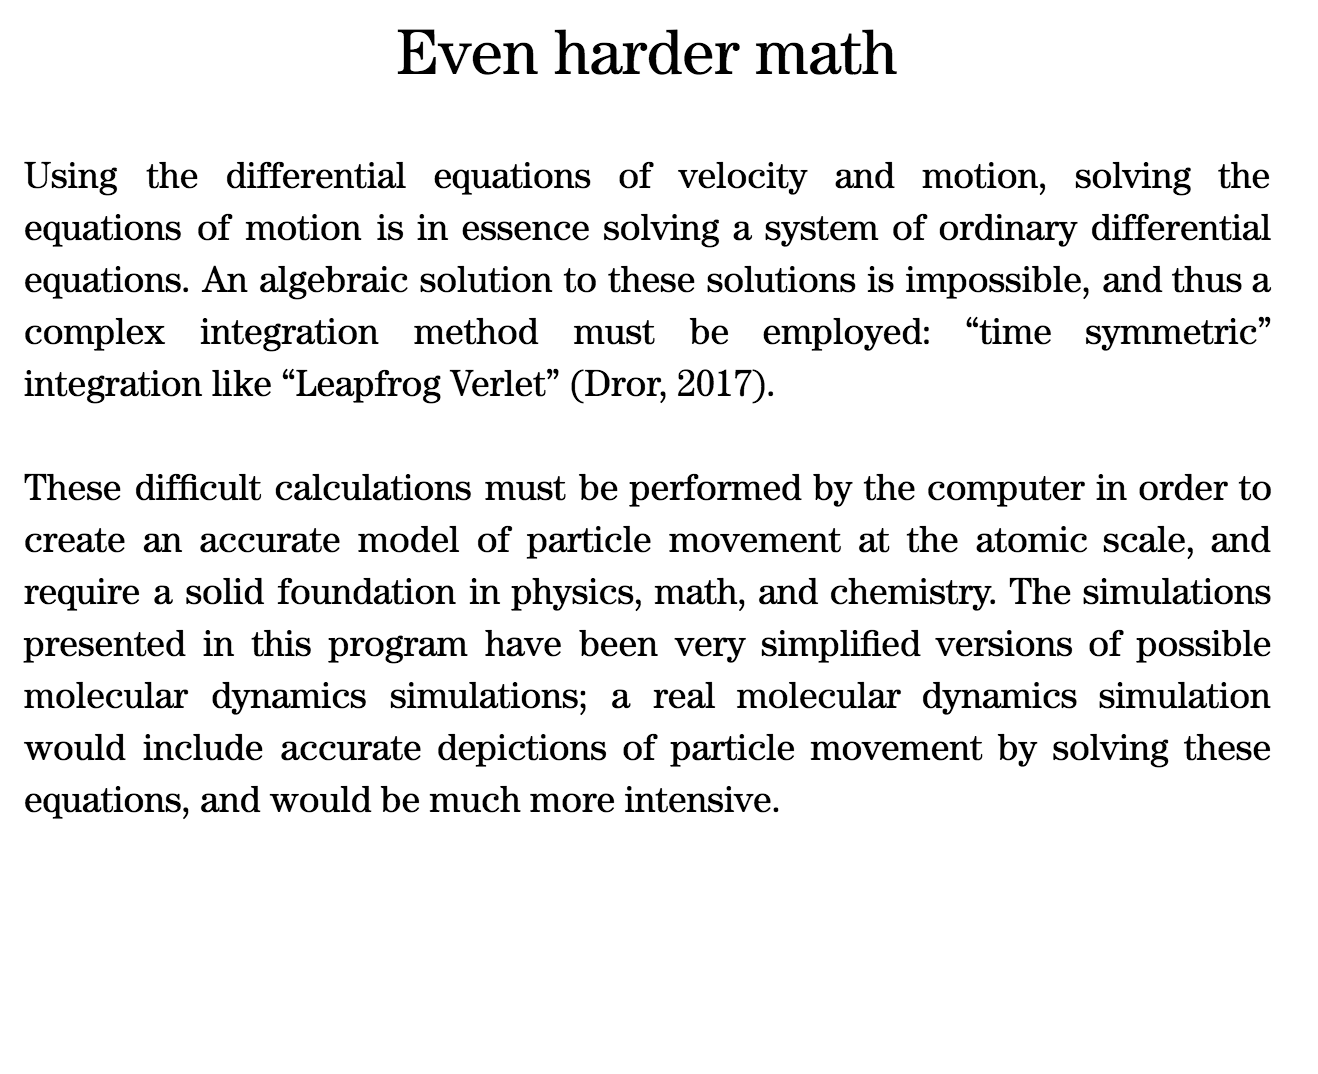 Even harder math
Using the differential equations of velocity and motion, solving the
equations of motion is in essence solving a system of ordinary differential
equations. An algebraic solution to these solutions is impossible, and thus a
complex integration method must be employed: “time symmetric”
integration like “Leapfrog Verlet” (Dror, 2017).
These difficult calculations must be performed by the computer in order to
create an accurate model of particle movement at the atomic scale, and
require a solid foundation in physics, math, and chemistry. The simulations
presented in this program have been very simplified versions of possible
molecular dynamics simulations; a real molecular dynamics simulation
would include accurate depictions of particle movement by solving these
equations, and would be much more intensive.